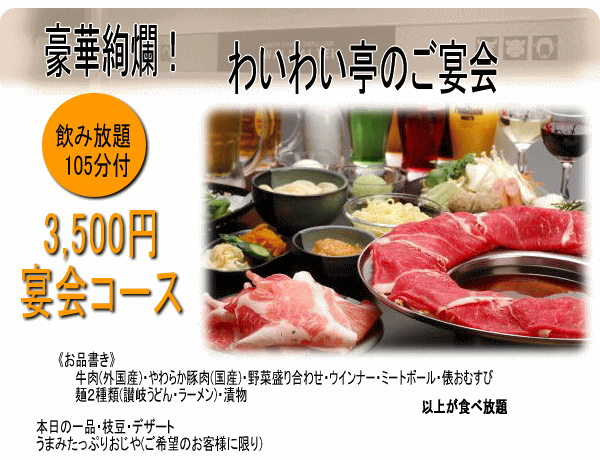 豪華絢爛!
わいわい亭のご宴会
飲み放題
105分付
3,500円
宴会コース
《お品書き》
牛肉(外国産)・やわらか豚肉(国産)・野菜盛り合わせ・ウインナー・ミートボール・俵おむすび
麺2種類(讃岐うどん・ラーメン)・漬物
以上が食べ放題
本日の一品・枝豆・デザート
うまみたっぷりおじや(ご希望のお客様に限り)